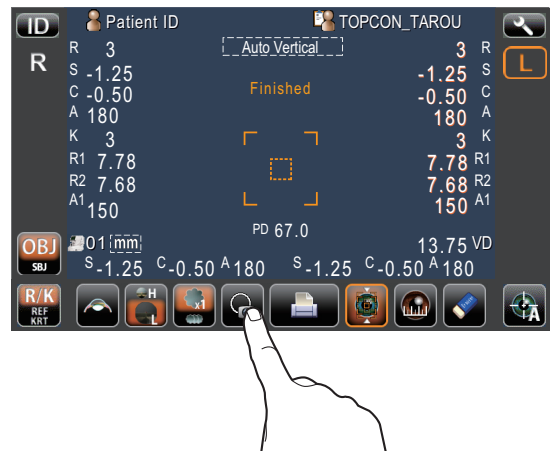 ID Patient ID TOPCON_TAROU
R R 3 Auto Vertical 3 R L
S -1.25 Finished -1.25 S
C -0.50 -0.50 C
A 180 180 A
K 3 3 K
R1 7.78 7.78 R1
R2 7.68 7.68 R2
A1 150 150 A1
PD 67.0
OBJ 01 mm 13.75 VD
SBJ S -1.25 C -0.50 A 180 S -1.25 C -0.50 A 180
R/K H x1 A
REF L
KRT